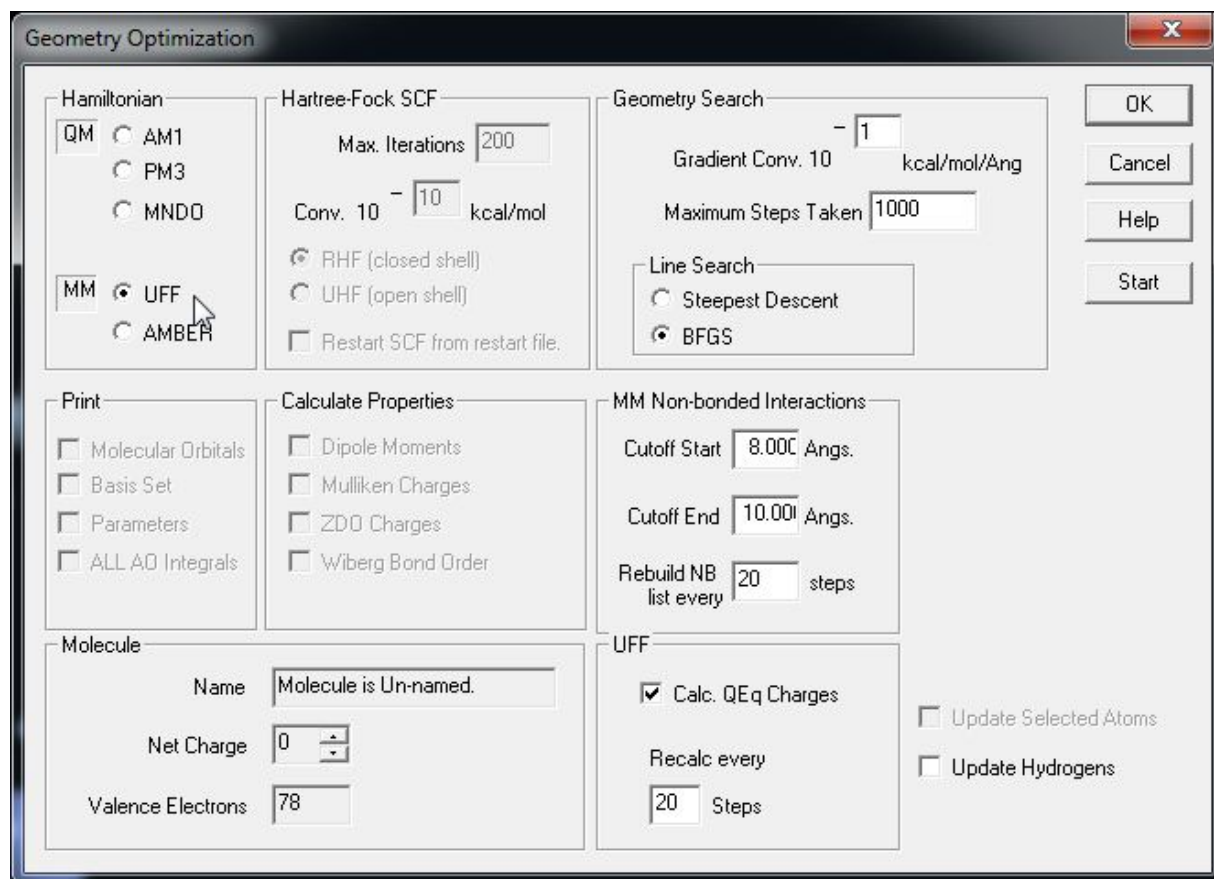 Geometry Optimization
Hamiltonian
QM
AM1
PM3
MNDO
MM
UFF
AMBER
Hartree-Fock SCF
Max. Iterations 200
Conv. 10 - 10 kcal/mol
RHF (closed shell)
UHF (open shell)
Restart SCF from restart file.
Geometry Search
Gradient Conv. 10 - 1 kcal/mol/Ang
Maximum Steps Taken 1000
Line Search
Steepest Descent
BFGS
OK
Cancel
Help
Start
Print
Molecular Orbitals
Basis Set
Parameters
ALL AO Integrals
Calculate Properties
Dipole Moments
Mulliken Charges
ZDO Charges
Wiberg Bond Order
MM Non-bonded Interactions
Cutoff Start 8.000 Angs.
Cutoff End 10.00 Angs.
Rebuild NB
list every 20 steps
Molecule
Name Molecule is Un-named.
Net Charge 0
Valence Electrons 78
UFF
Calc. QEq Charges
Recalc every
20 Steps
Update Selected Atoms
Update Hydrogens